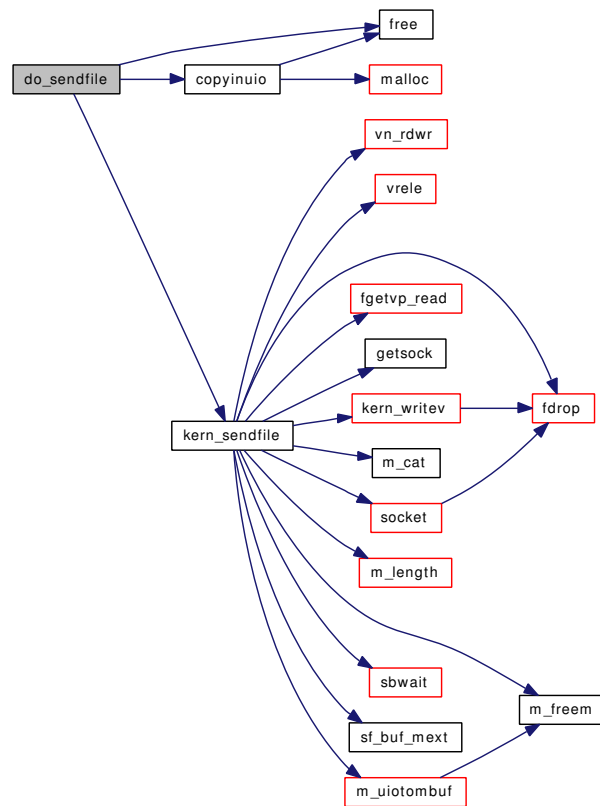 free
do_sendfile
copyinuio
malloc
vn_rdwr
vrele
fgetvp_read
getsock
kern_writev
fdrop
kern_sendfile
m_cat
socket
m_length
sbwait
m_freem
sf_buf_mext
m_uiotombuf